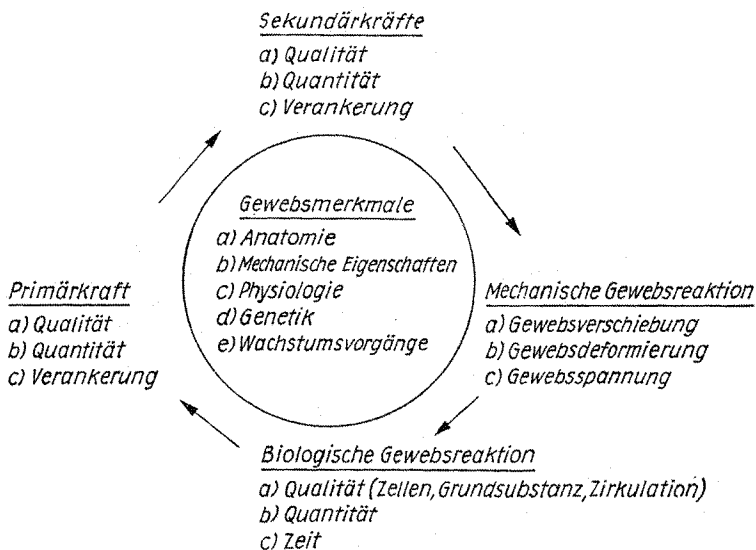 Sekundärkräfte
a) Qualität
b) Quantität
c) Verankerung
Gewebsmerkmale
a) Anatomie
b) Mechanische Eigenschaften
c) Physiologie
d) Genetik
e) Wachstumsvorgänge
Primärkraft
a) Qualität
b) Quantität
c) Verankerung
Mechanische Gewebsreaktion
a) Gewebsverschiebung
b) Gewebsdeformierung
c) Gewebsspannung
Biologische Gewebsreaktion
a) Qualität (Zellen, Grundsubstanz, Zirkulation)
b) Quantität
c) Zeit